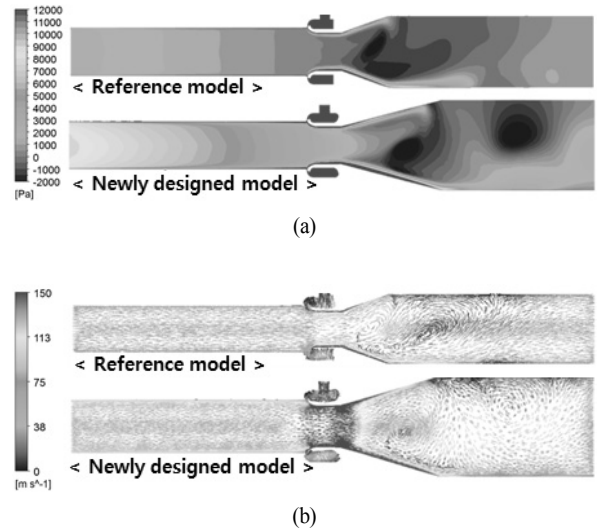 12000
11000
10000
9000
8000
7000
6000
5000
4000
3000
2000
1000
0
-1000
-2000
[Pa]
< Reference model >
< Newly designed model >
(a)
150
113
75
38
0
[m s^-1]
< Reference model >
< Newly designed model >
(b)